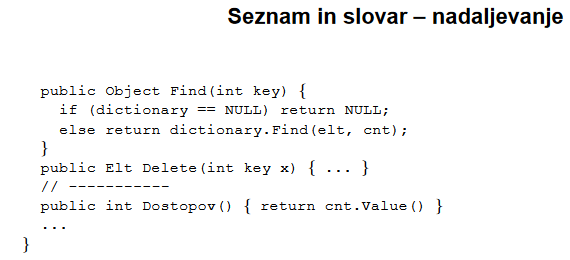 Seznam in slovar – nadaljevanje
public Object Find(int key) {
if (dictionary == NULL) return NULL;
else return dictionary.Find(elt, cnt);
}
public Elt Delete(int key x) { ... }
// -----------
public int Dostopov() { return cnt.Value() }
...
}